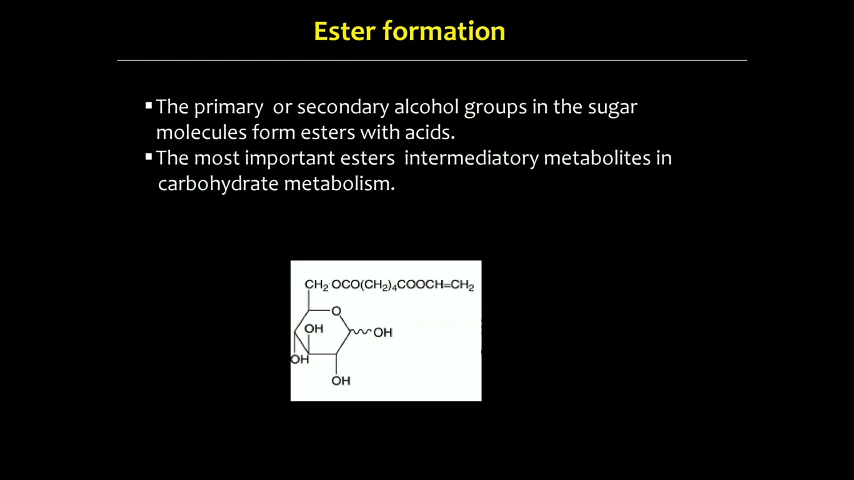 Ester formation
▪The primary  or secondary alcohol groups in the sugar
molecules form esters with acids.
▪The most important esters  intermediatory metabolites in
carbohydrate metabolism.
CH₂ OCO(CH₂)₄COOCH=CH₂
O
OH
OH
OH
OH